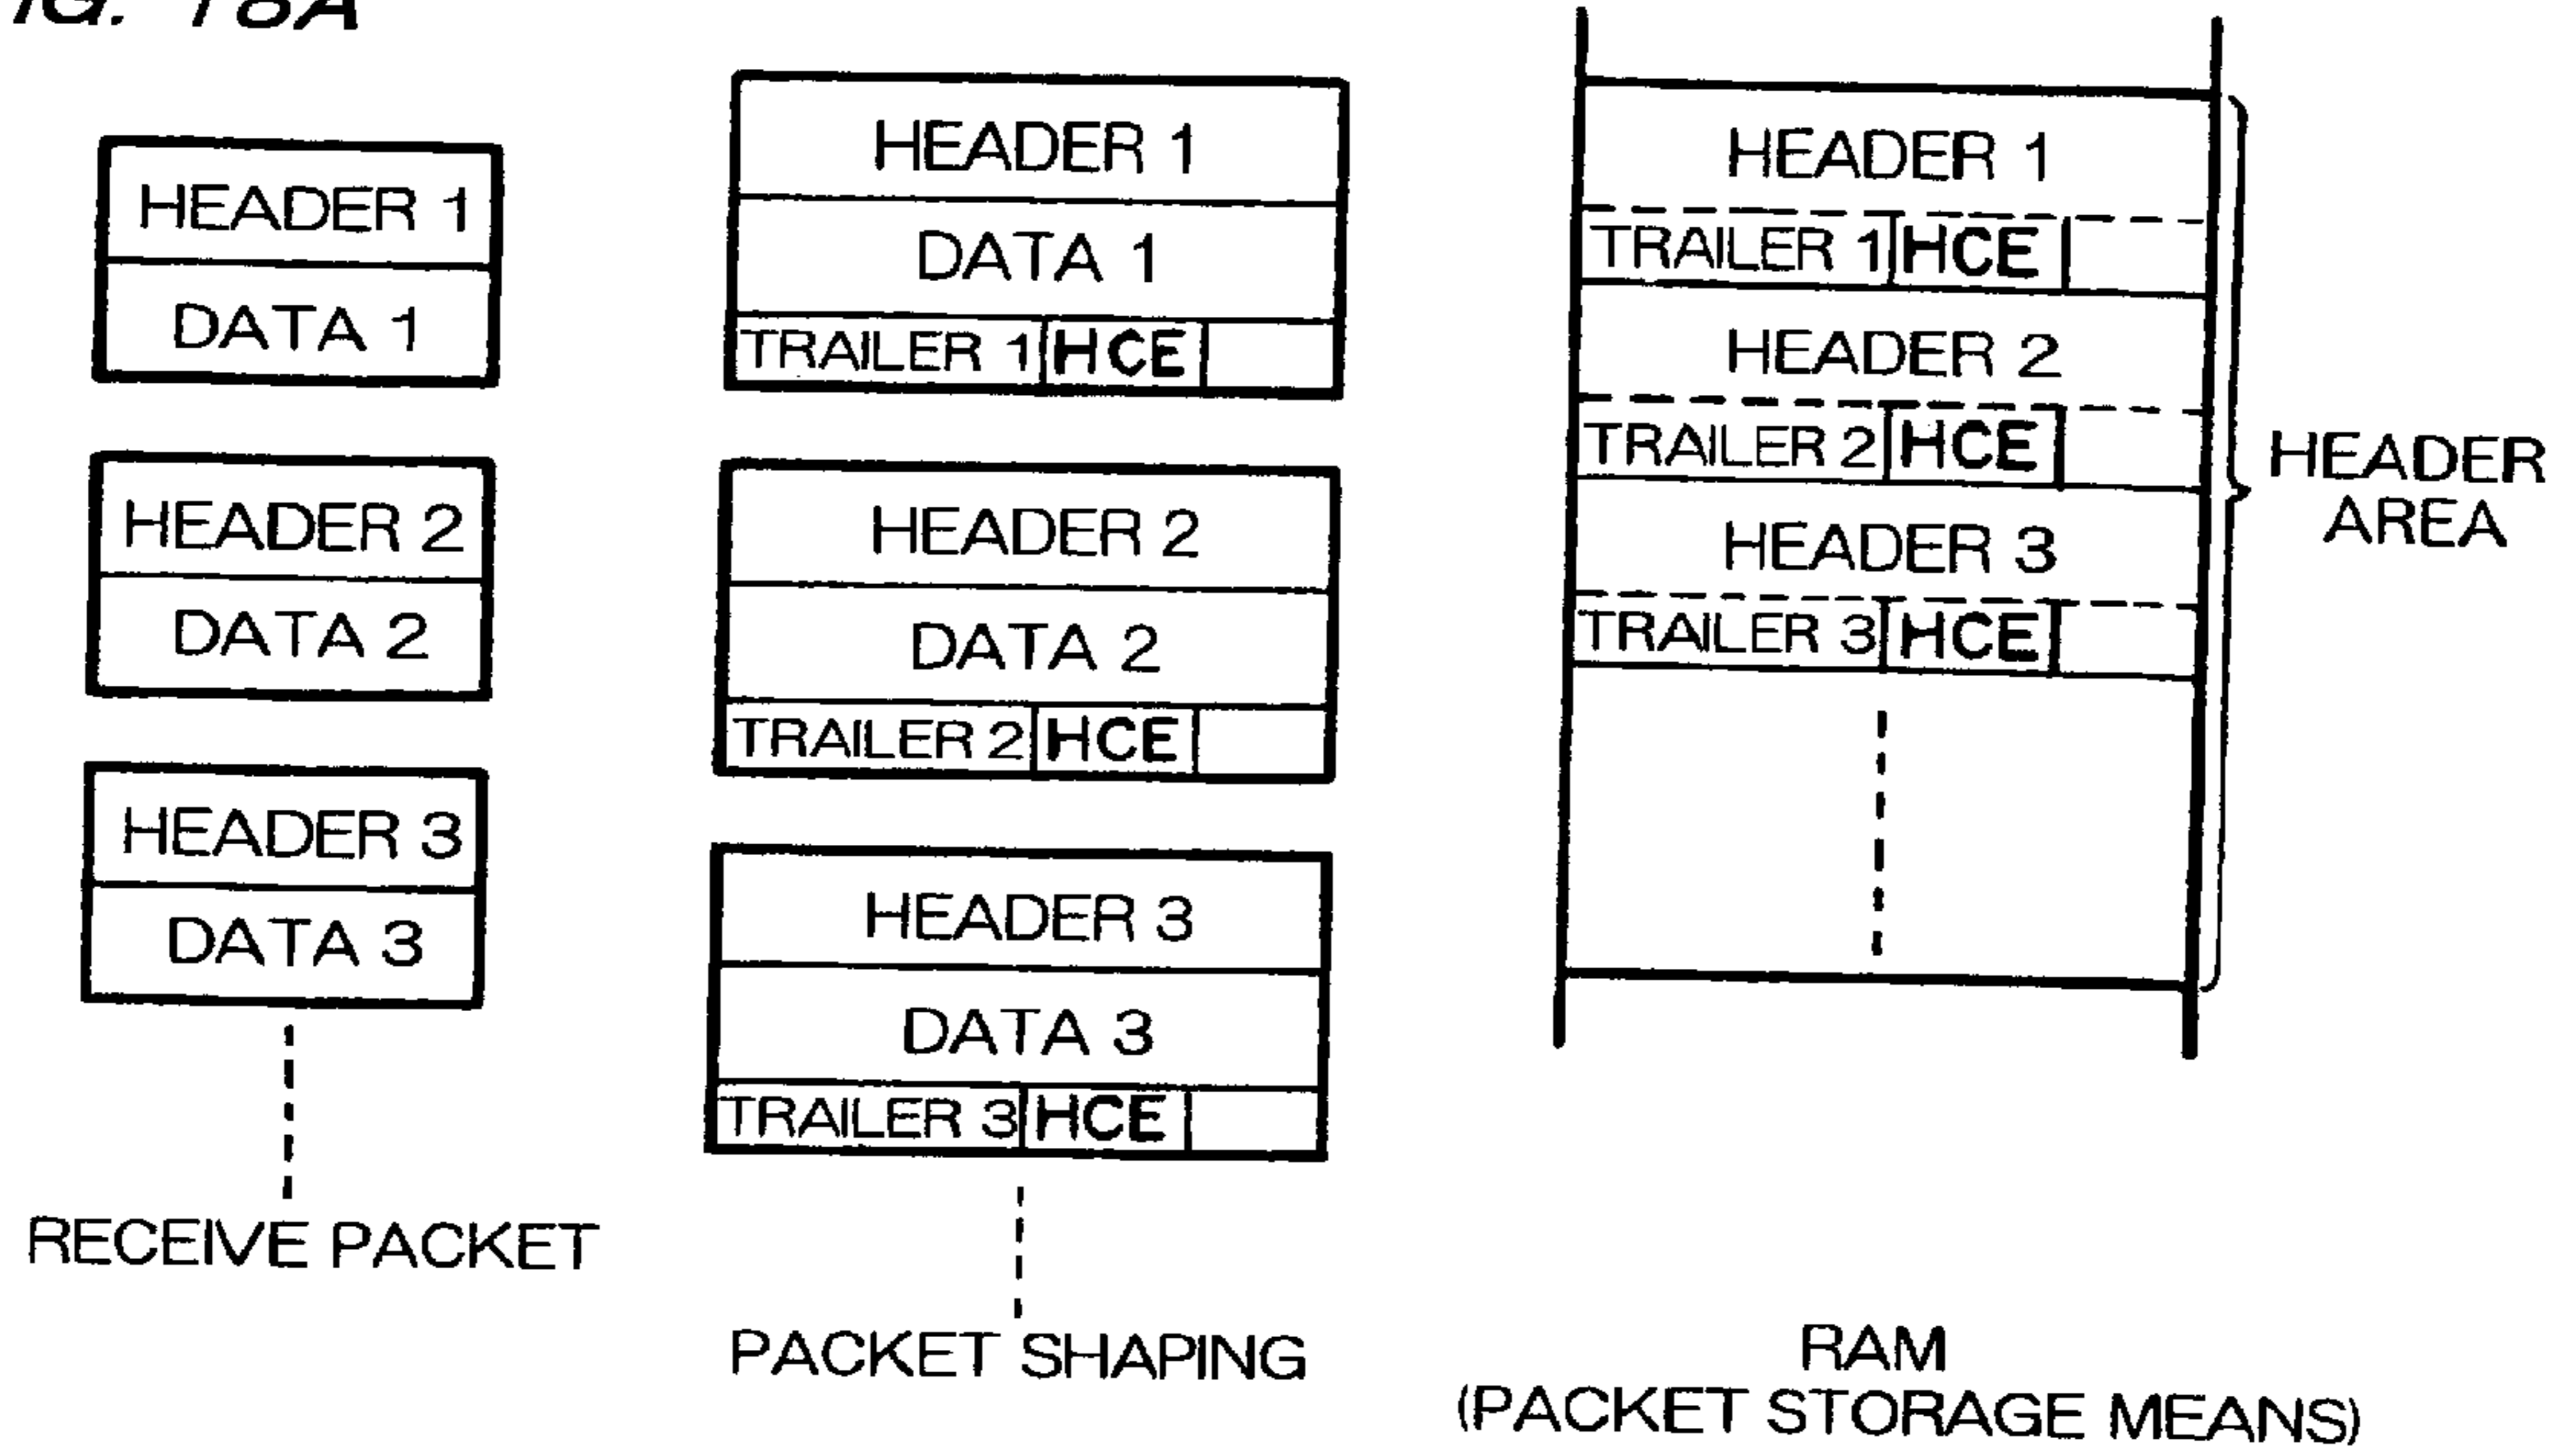 FIG. 18A
HEADER 1
DATA 1
HEADER 2
DATA 2
HEADER 3
DATA 3
RECEIVE PACKET
HEADER 1
DATA 1
TRAILER 1 HCE
HEADER 2
DATA 2
TRAILER 2 HCE
HEADER 3
DATA 3
TRAILER 3 HCE
PACKET SHAPING
HEADER 1
TRAILER 1 HCE
HEADER 2
TRAILER 2 HCE
HEADER 3
TRAILER 3 HCE
HEADER
AREA
RAM
(PACKET STORAGE MEANS)